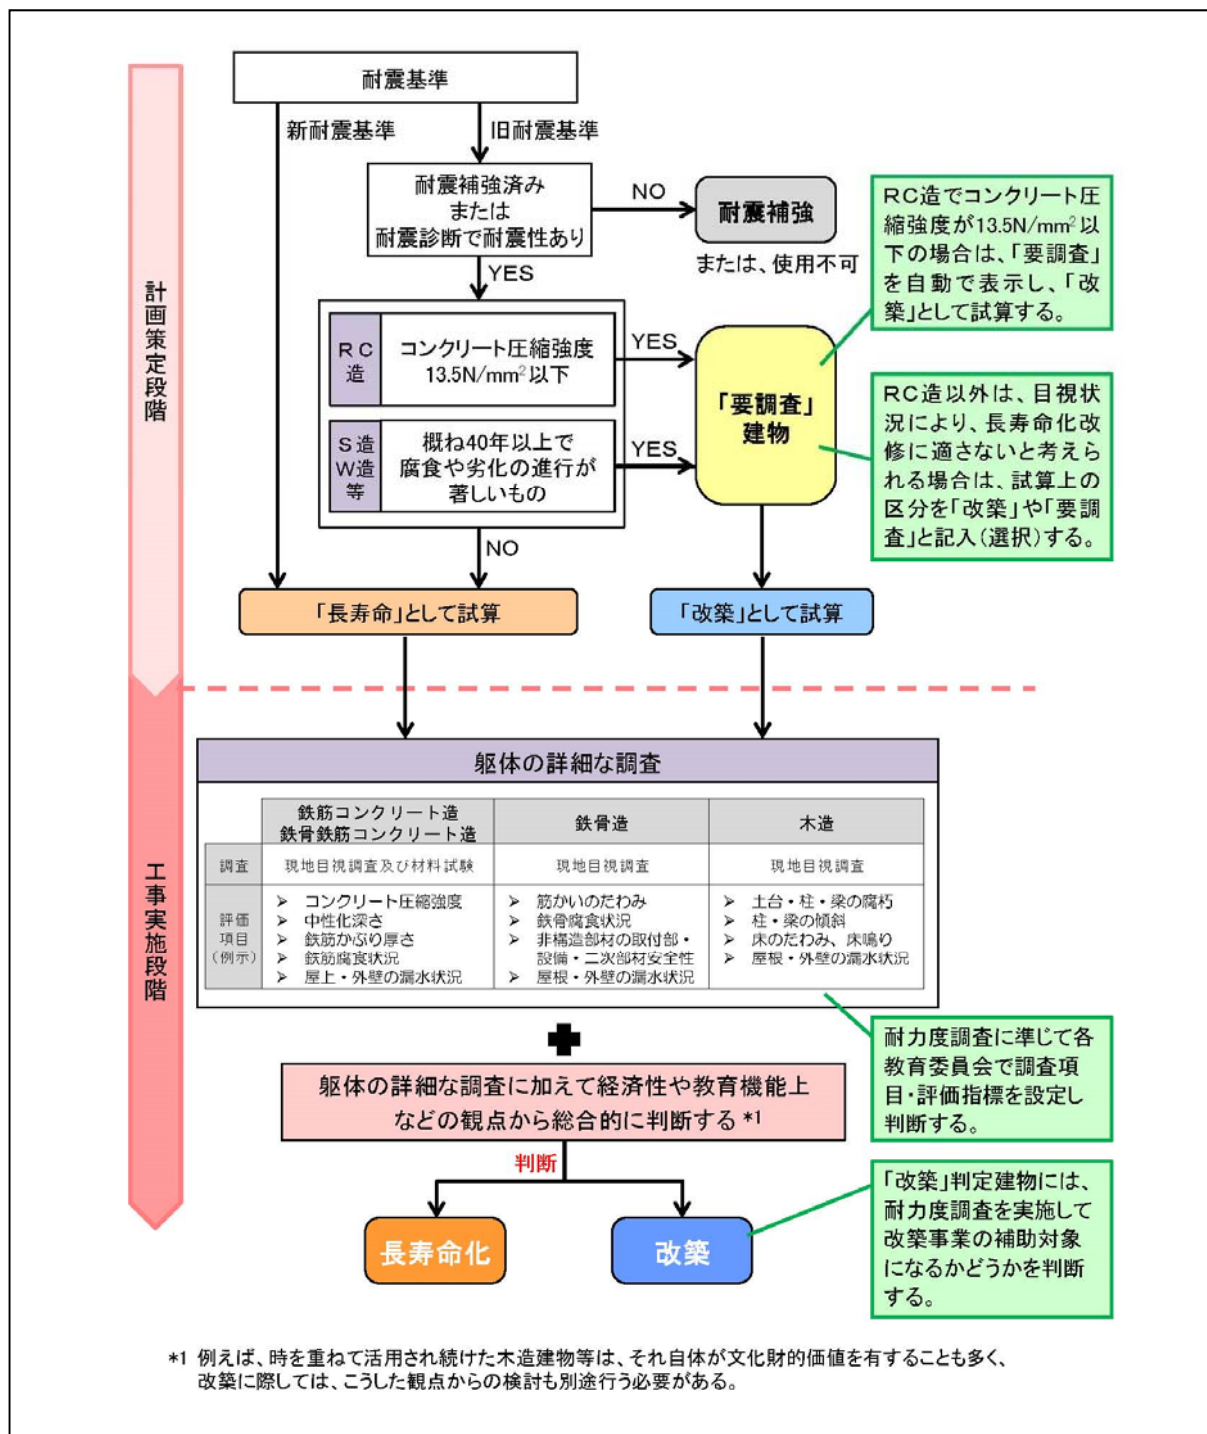 耐震基準
新耐震基準
旧耐震基準
耐震補強済み
または
耐震診断で耐震性あり
NO
耐震補強
または、使用不可
YES
RC
造
コンクリート圧縮強度
13.5N/mm²以下
YES
S造
W造
等
概ね40年以上で
腐食や劣化の進行が
著しいもの
YES
「要調査」
建物
NO
「長寿命」として試算
「改築」として試算
RC造でコンクリート圧
縮強度が13.5N/mm²以
下の場合は、「要調査」
を自動で表示し、「改
築」として試算する。
RC造以外は、目視状
況により、長寿命化改
修に適さないと考えら
れる場合は、試算上の
区分を「改築」や「要調
査」と記入(選択)する。
計画策定段階
工事実施段階
躯体の詳細な調査
鉄筋コンクリート造
鉄骨鉄筋コンクリート造
鉄骨造
木造
調査
現地目視調査及び材料試験
現地目視調査
現地目視調査
評価
項目
(例示)
➢ コンクリート圧縮強度
➢ 中性化深さ
➢ 鉄筋かぶり厚さ
➢ 鉄筋腐食状況
➢ 屋上・外壁の漏水状況
➢ 筋かいのたわみ
➢ 鉄骨腐食状況
➢ 非構造部材の取付部・
設備・二次部材安全性
➢ 屋根・外壁の漏水状況
➢ 土台・柱・梁の腐朽
➢ 柱・梁の傾斜
➢ 床のたわみ、床鳴り
➢ 屋根・外壁の漏水状況
耐力度調査に準じて各
教育委員会で調査項
目・評価指標を設定し
判断する。
躯体の詳細な調査に加えて経済性や教育機能上
などの観点から総合的に判断する *1
判断
長寿命化
改築
「改築」判定建物には、
耐力度調査を実施して
改築事業の補助対象
になるかどうかを判断
する。
*1 例えば、時を重ねて活用され続けた木造建物等は、それ自体が文化財的価値を有することも多く、
改築に際しては、こうした観点からの検討も別途行う必要がある。